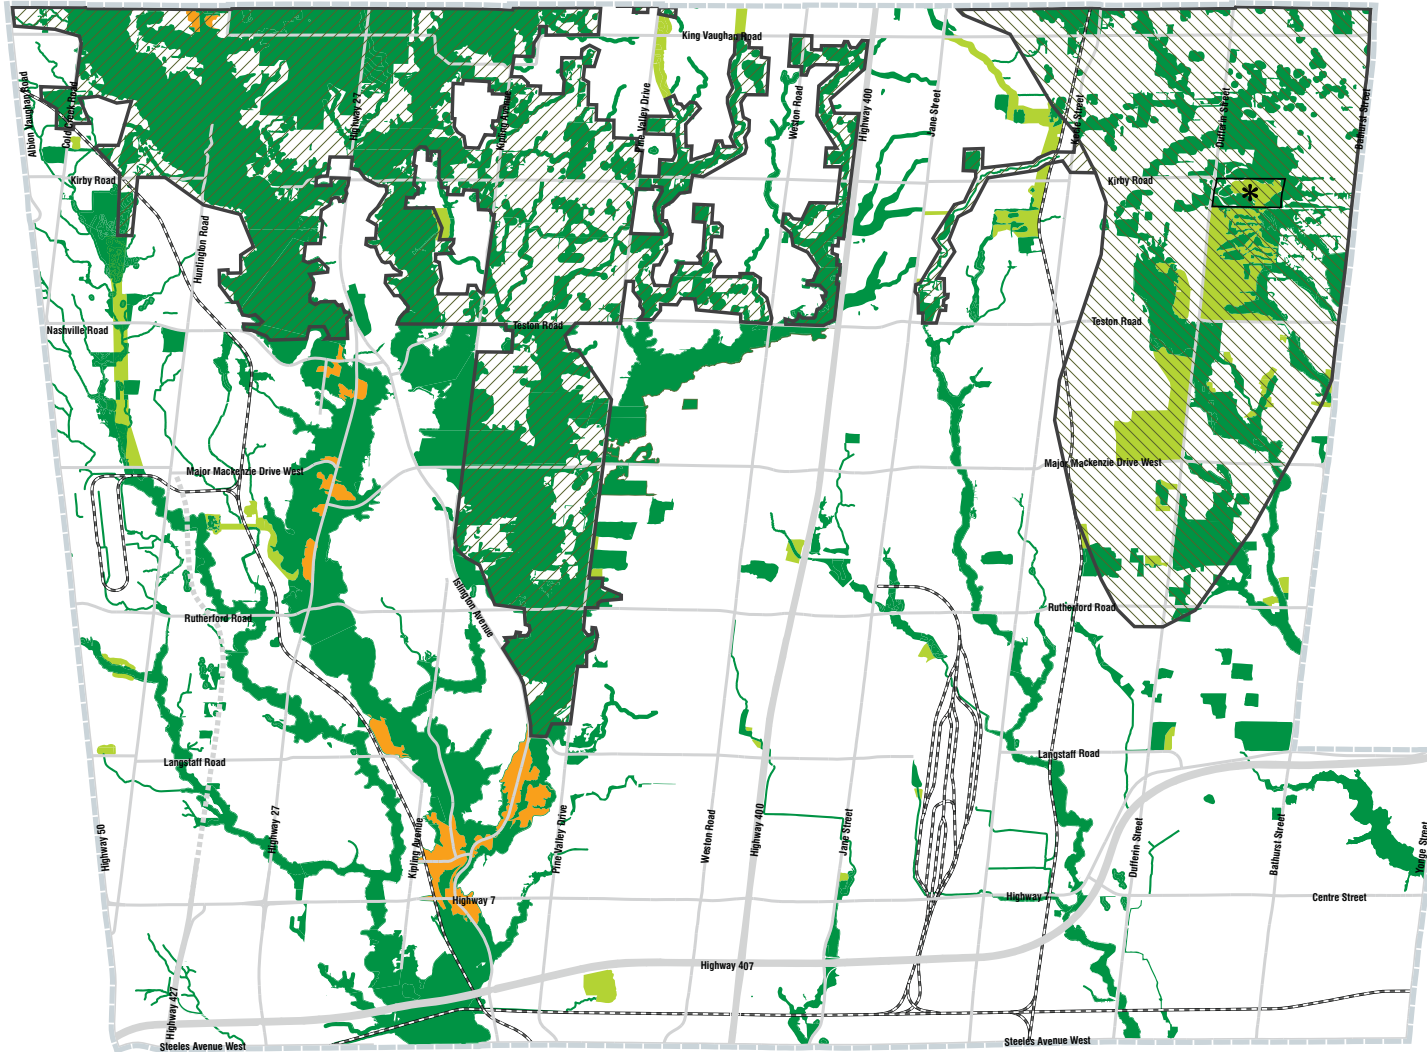 King Vaughan Road
Albion Vaughan Road
Cold Creek Road
Highway 27
Kipling Avenue
Pine Valley Drive
Weston Road
Highway 400
Jane Street
Keele Street
Dufferin Street
Bathurst Street
Kirby Road
Kirby Road
*
Huntington Road
Nashville Road
Teston Road
Teston Road
Major Mackenzie Drive West
Major Mackenzie Drive West
Islington Avenue
Rutherford Road
Rutherford Road
Langstaff Road
Langstaff Road
Highway 50
Highway 27
Kipling Avenue
Pine Valley Drive
Weston Road
Highway 400
Jane Street
Dufferin Street
Bathurst Street
Yonge Street
Highway 7
Highway 7
Centre Street
Highway 407
Highway 427
Steeles Avenue West
Steeles Avenue West